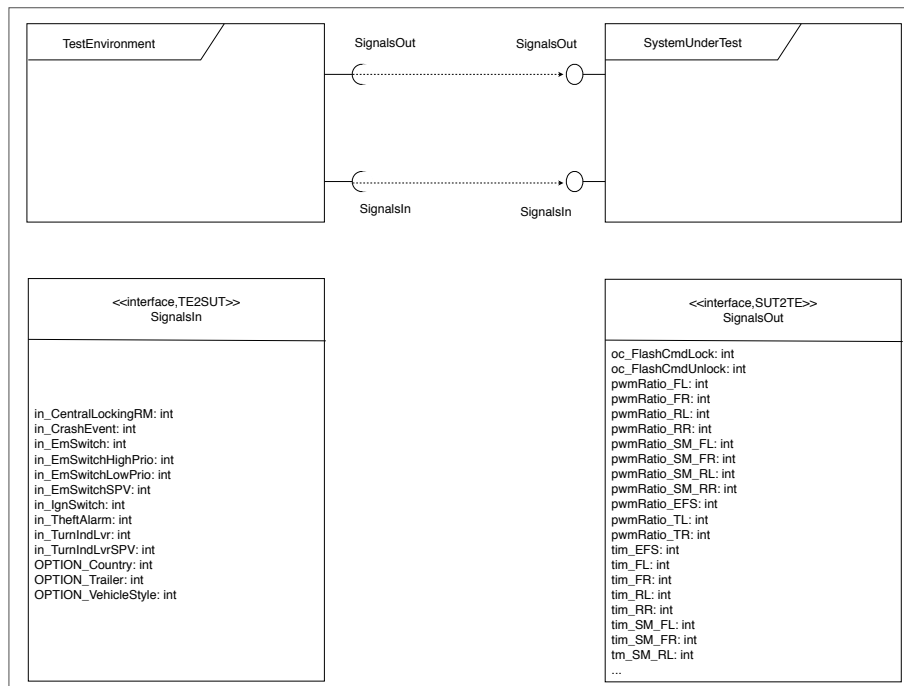 TestEnvironment
SignalsOut
SignalsOut
SystemUnderTest
SignalsIn
SignalsIn
<<interface,TE2SUT>>
SignalsIn
in_CentralLockingRM: int
in_CrashEvent: int
in_EmSwitch: int
in_EmSwitchHighPrio: int
in_EmSwitchLowPrio: int
in_EmSwitchSPV: int
in_IgnSwitch: int
in_TheftAlarm: int
in_TurnIndLvr: int
in_TurnIndLvrSPV: int
OPTION_Country: int
OPTION_Trailer: int
OPTION_VehicleStyle: int
<<interface,SUT2TE>>
SignalsOut
oc_FlashCmdLock: int
oc_FlashCmdUnlock: int
pwmRatio_FL: int
pwmRatio_FR: int
pwmRatio_RL: int
pwmRatio_RR: int
pwmRatio_SM_FL: int
pwmRatio_SM_FR: int
pwmRatio_SM_RL: int
pwmRatio_SM_RR: int
pwmRatio_EFS: int
pwmRatio_TL: int
pwmRatio_TR: int
tim_EFS: int
tim_FL: int
tim_FR: int
tim_RL: int
tim_RR: int
tim_SM_FL: int
tim_SM_FR: int
tm_SM_RL: int
...